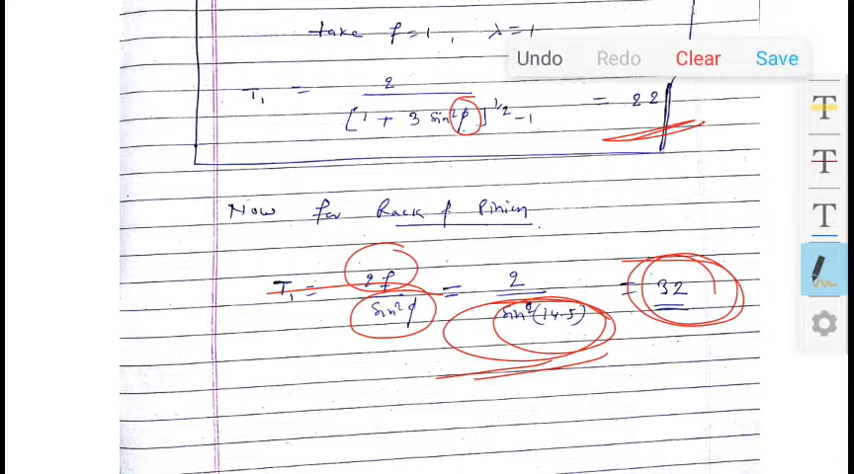 take f=1, λ=1
Undo Redo Clear Save
T₁ = 2 / [1 + 3 sin²φ]^1/2 - 1 = 22
Now for Rack & Pinion
T₁ = 2f / sin²φ = 2 / sin²(14.5) = 32
T
T
T